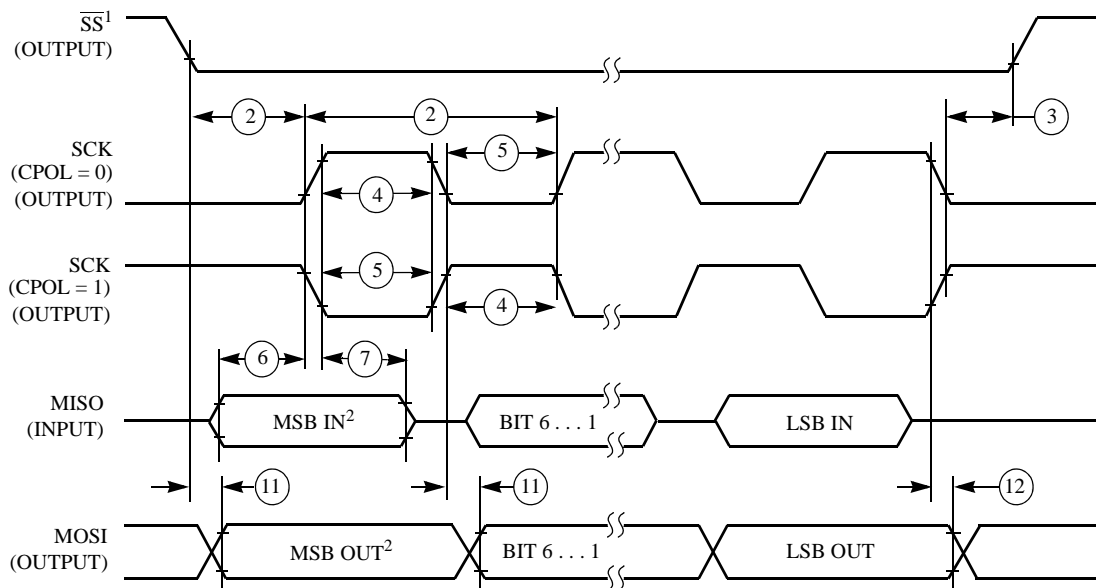 SS¹
(OUTPUT)
2
2
3
SCK
(CPOL = 0)
(OUTPUT)
5
4
SCK
(CPOL = 1)
(OUTPUT)
5
4
6
7
MISO
(INPUT)
MSB IN²
BIT 6 . . . 1
LSB IN
11
11
12
MOSI
(OUTPUT)
MSB OUT²
BIT 6 . . . 1
LSB OUT